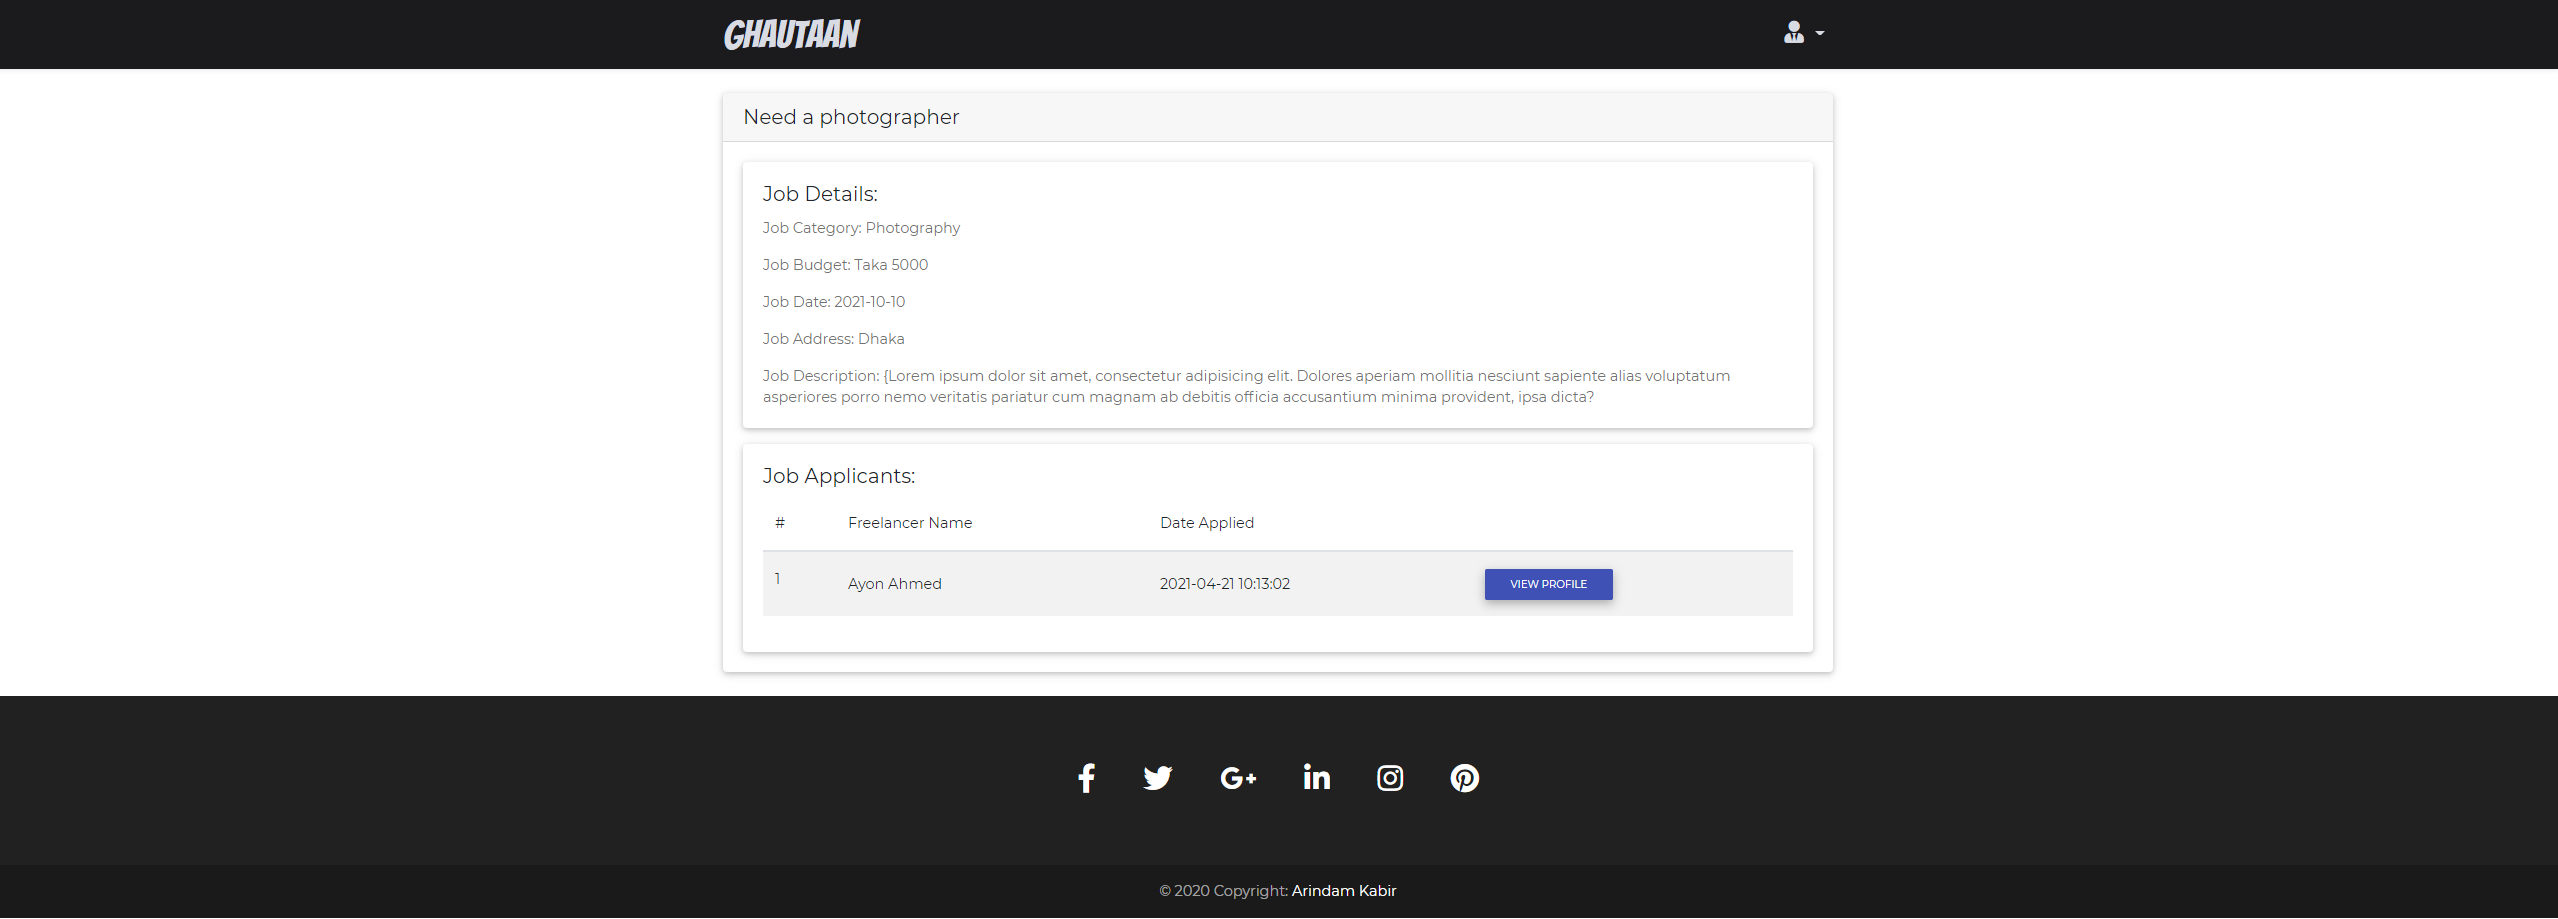 GHAUTAAN
Need a photographer
Job Details:
Job Category: Photography
Job Budget: Taka 5000
Job Date: 2021-10-10
Job Address: Dhaka
Job Description: {Lorem ipsum dolor sit amet, consectetur adipisicing elit. Dolores aperiam mollitia nesciunt sapiente alias voluptatum
asperiores porro nemo veritatis pariatur cum magnam ab debitis officia accusantium minima provident, ipsa dicta?
Job Applicants:
# Freelancer Name Date Applied
1 Ayon Ahmed 2021-04-21 10:13:02 VIEW PROFILE
© 2020 Copyright: Arindam Kabir